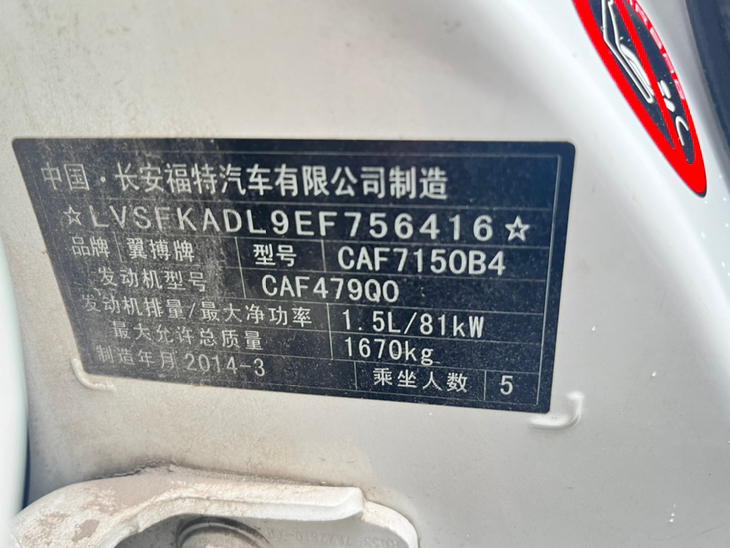 中国·长安福特汽车有限公司制造
☆LVSFKADL9EF756416☆
品牌 翼搏牌 型号 CAF7150B4
发动机型号 CAF479Q0
发动机排量/最大净功率 1.5L/81kW
最大允许总质量 1670kg
制造年月 2014-3 乘坐人数 5